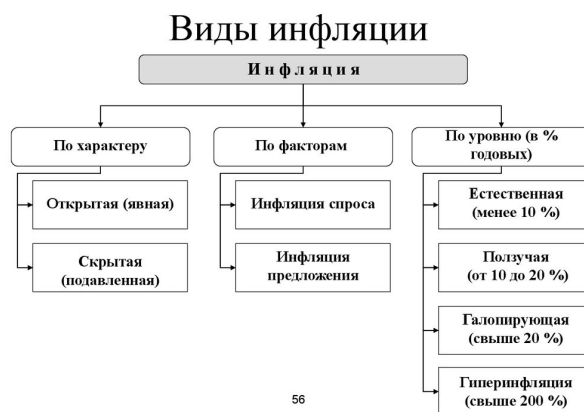 Виды инфляции
Инфляция
По характеру
Открытая (явная)
Скрытая
(подавленная)
По факторам
Инфляция спроса
Инфляция
предложения
По уровню (в %
годовых)
Естественная
(менее 10 %)
Ползучая
(от 10 до 20 %)
Галопирующая
(свыше 20 %)
Гиперинфляция
(свыше 200 %)
56